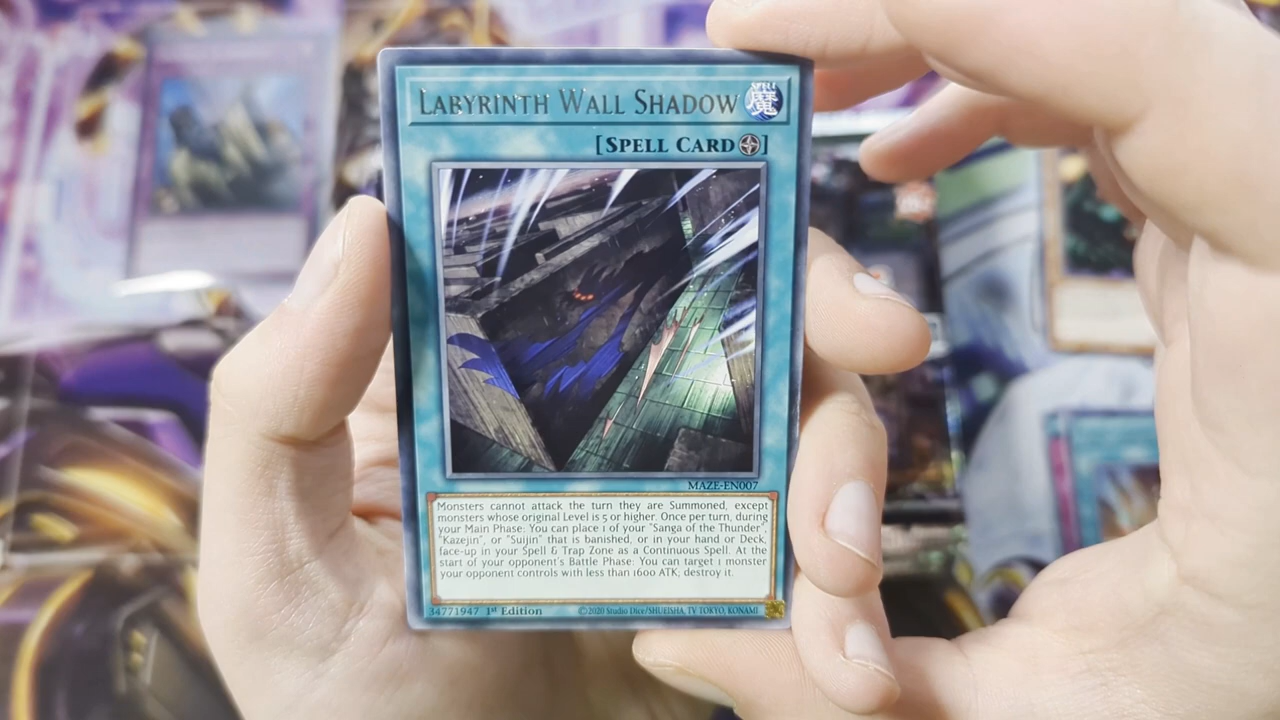 LABYRINTH WALL SHADOW
SPELL
魔
[SPELL CARD]
MAZE-EN007
Monsters cannot attack the turn they are Summoned, except
monsters whose original Level is 5 or higher. Once per turn, during
your Main Phase: You can place 1 of your "Sanga of the Thunder",
"Kazejin", or "Suijin" that is banished, or in your hand or Deck,
face-up in your Spell & Trap Zone as a Continuous Spell. At the
start of your opponent's Battle Phase: You can target 1 monster
your opponent controls with less than 1600 ATK; destroy it.
34771947 1st Edition ©2020 Studio Dice/SHUEISHA, TV TOKYO, KONAMI